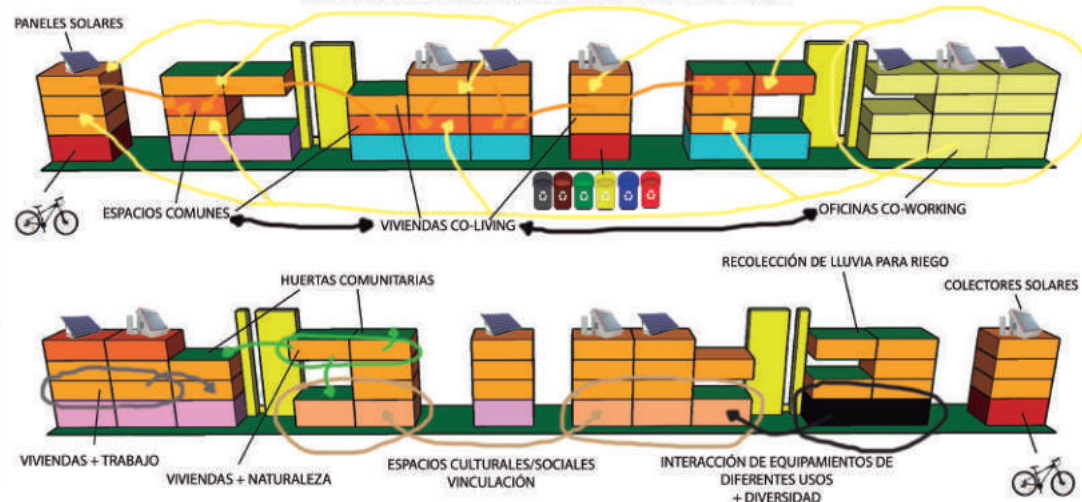 PANELES SOLARES
ESPACIOS COMUNES
VIVIENDAS CO-LIVING
OFICINAS CO-WORKING
HUERTAS COMUNITARIAS
RECOLECCIÓN DE LLUVIA PARA RIEGO
COLECTORES SOLARES
VIVIENDAS + TRABAJO
VIVIENDAS + NATURALEZA
ESPACIOS CULTURALES/SOCIALES
VINCULACIÓN
INTERACCIÓN DE EQUIPAMIENTOS DE
DIFERENTES USOS
+ DIVERSIDAD